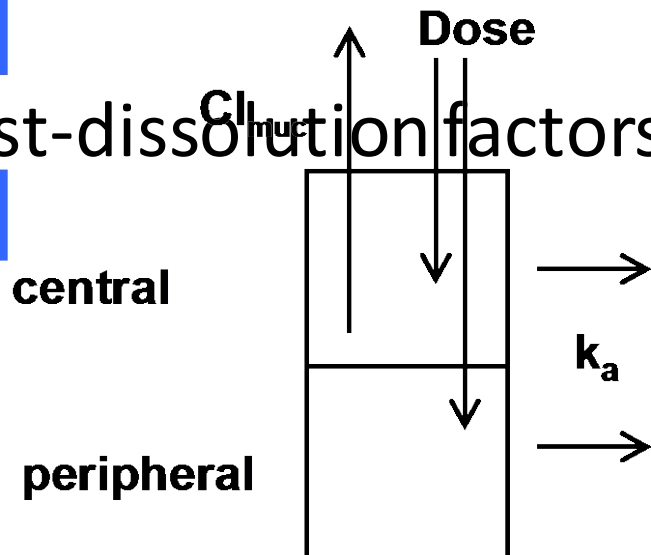 Dose
Clmuc
st-dissolution factors
central
ka
peripheral